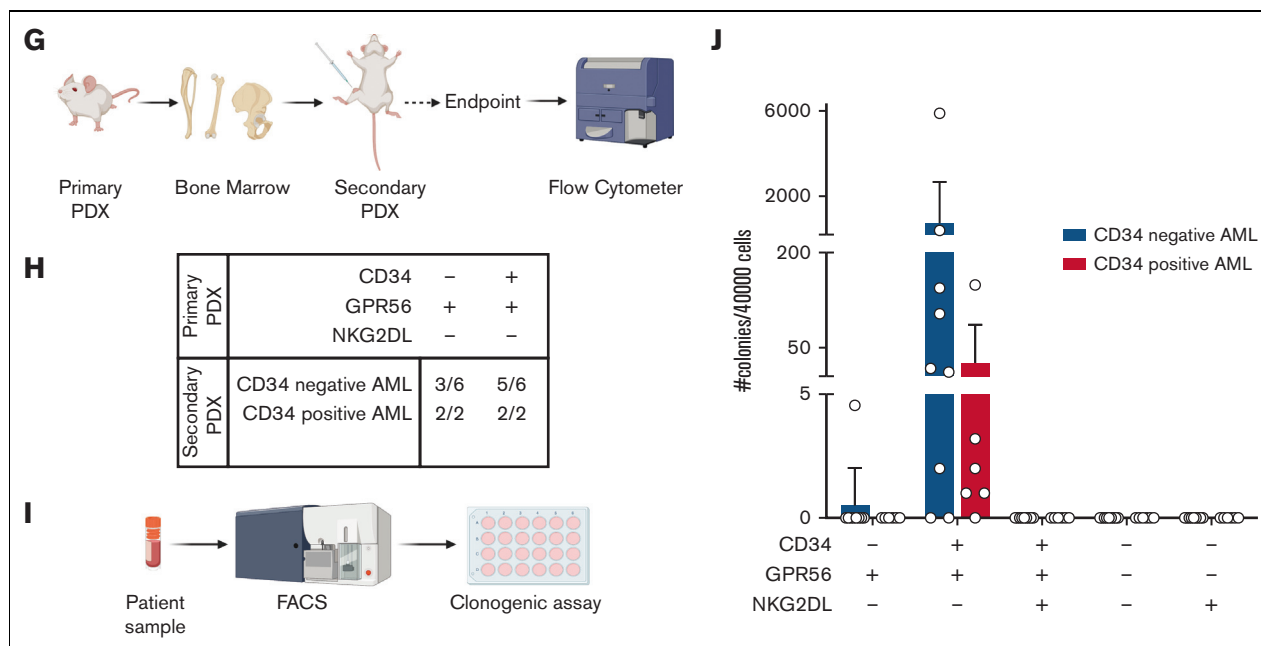 G
Primary
PDX
Bone Marrow
Secondary
PDX
Endpoint
Flow Cytometer
H
Primary
PDX
CD34 – +
GPR56 + +
NKG2DL – –
Secondary
PDX
CD34 negative AML 3/6 5/6
CD34 positive AML 2/2 2/2
I
Patient
sample
FACS
Clonogenic assay
J
#colonies/40000 cells
6000
2000
200
50
5
0
CD34 negative AML
CD34 positive AML
CD34 – + + – –
GPR56 + + + – –
NKG2DL – – + – +